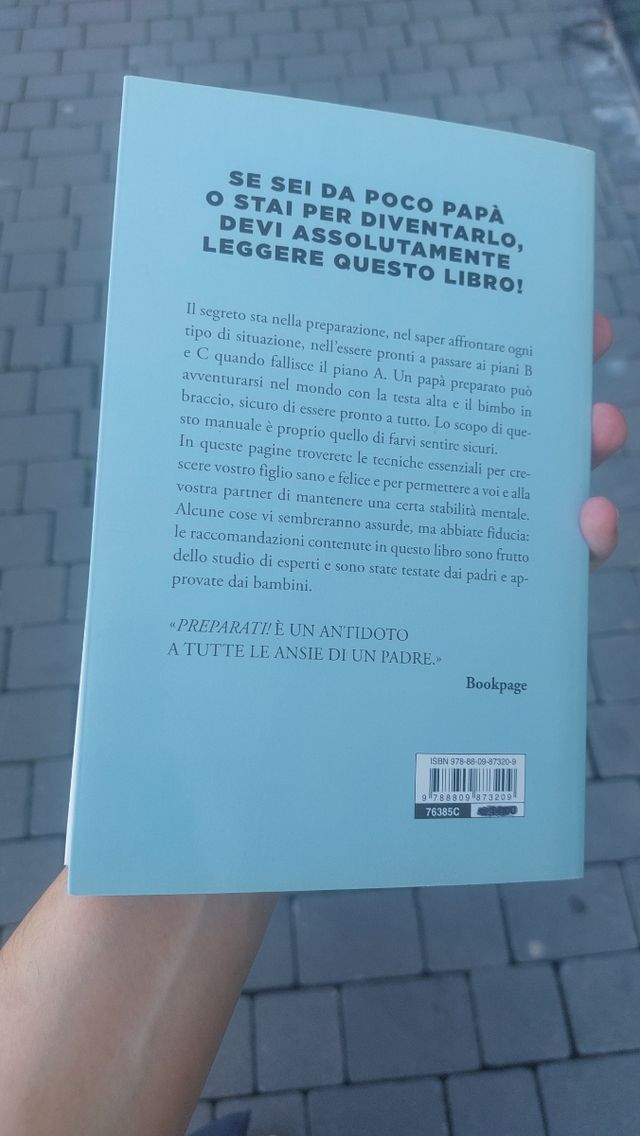 SE SEI DA POCO PAPÀ
O STAI PER DIVENTARLO,
DEVI ASSOLUTAMENTE
LEGGERE QUESTO LIBRO!
Il segreto sta nella preparazione, nel saper affrontare ogni
tipo di situazione, nell'essere pronti a passare ai piani B
e C quando fallisce il piano A. Un papà preparato può
avventurarsi nel mondo con la testa alta e il bimbo in
braccio, sicuro di essere pronto a tutto. Lo scopo di que-
sto manuale è proprio quello di farvi sentire sicuri.
In queste pagine troverete le tecniche essenziali per cre-
scere vostro figlio sano e felice e per permettere a voi e alla
vostra partner di mantenere una certa stabilità mentale.
Alcune cose vi sembreranno assurde, ma abbiate fiducia:
le raccomandazioni contenute in questo libro sono frutto
dello studio di esperti e sono state testate dai padri e ap-
provate dai bambini.
«PREPARATI! È UN ANTIDOTO
A TUTTE LE ANSIE DI UN PADRE.»
Bookpage
ISBN 978-88-09-87320-9
9 788809 873209
76385C